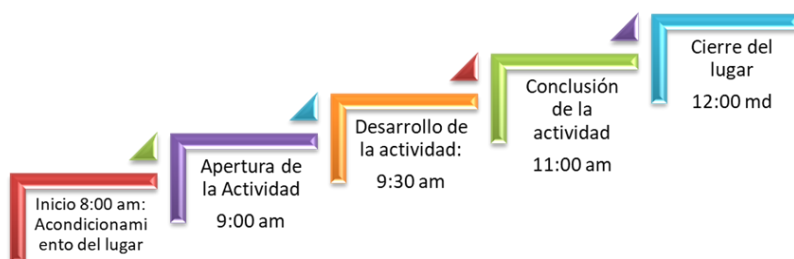 Inicio 8:00 am:
Acondicionami
ento del lugar
Apertura de
la Actividad
9:00 am
Desarrollo de
la actividad:
9:30 am
Conclusión
de la
actividad
11:00 am
Cierre del
lugar
12:00 md